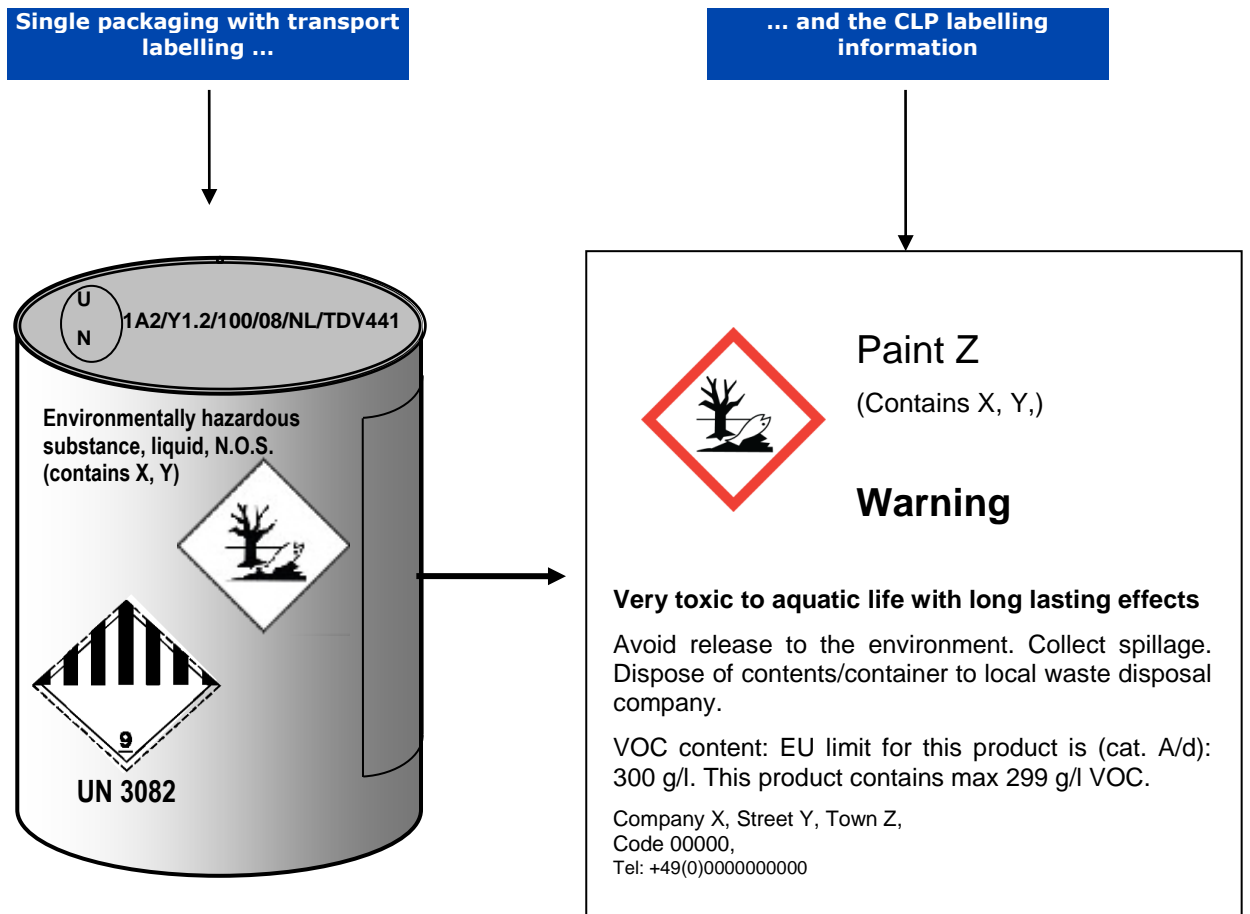 Single packaging with transport
labelling ...
... and the CLP labelling
information
U
N
1A2/Y1.2/100/08/NL/TDV441
Environmentally hazardous
substance, liquid, N.O.S.
(contains X, Y)
9
UN 3082
Paint Z
(Contains X, Y,)
Warning
Very toxic to aquatic life with long lasting effects
Avoid release to the environment. Collect spillage.
Dispose of contents/container to local waste disposal
company.
VOC content: EU limit for this product is (cat. A/d):
300 g/l. This product contains max 299 g/l VOC.
Company X, Street Y, Town Z,
Code 00000,
Tel: +49(0)0000000000